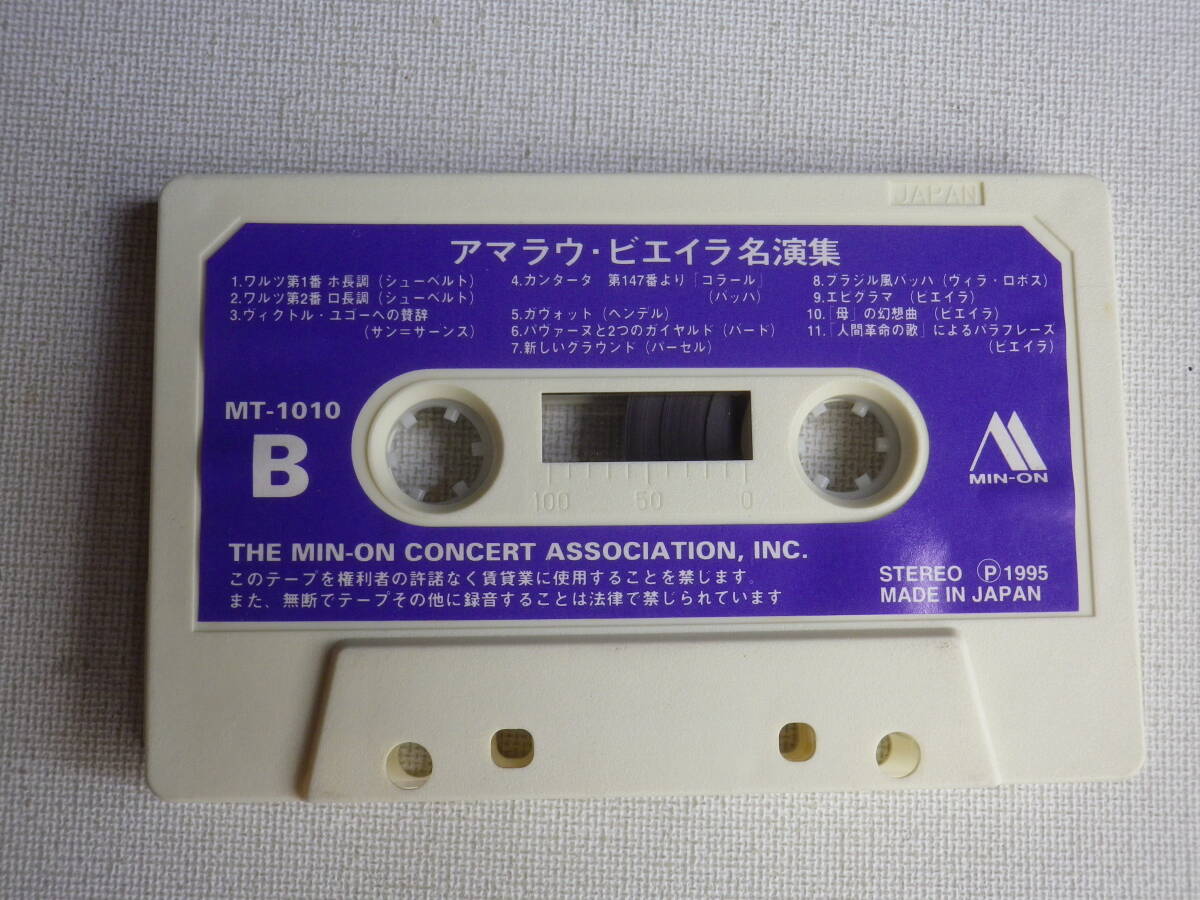 JAPAN
アマラウ・ビエイラ名演集
1.ワルツ第1番 ホ長調（シューベルト）
2.ワルツ第2番 ロ長調（シューベルト）
3.ヴィクトル・ユゴーへの賛辞
（サン＝サーンス）
4.カンタータ　第147番より「コラール」
（バッハ）
5.ガヴォット（ヘンデル）
6.パヴァーヌと2つのガイヤルド（バード）
7.新しいグラウンド（パーセル）
8.ブラジル風バッハ（ヴィラ・ロボス）
9.エピグラマ　（ビエイラ）
10.「母」の幻想曲　（ビエイラ）
11.「人間革命の歌」によるパラフレーズ
（ビエイラ）
MT-1010
B
100 50 0
MIN-ON
THE MIN-ON CONCERT ASSOCIATION, INC.
このテープを権利者の許諾なく賃貸業に使用することを禁じます。
また、無断でテープその他に録音することは法律で禁じられています
STEREO Ⓟ1995
MADE IN JAPAN